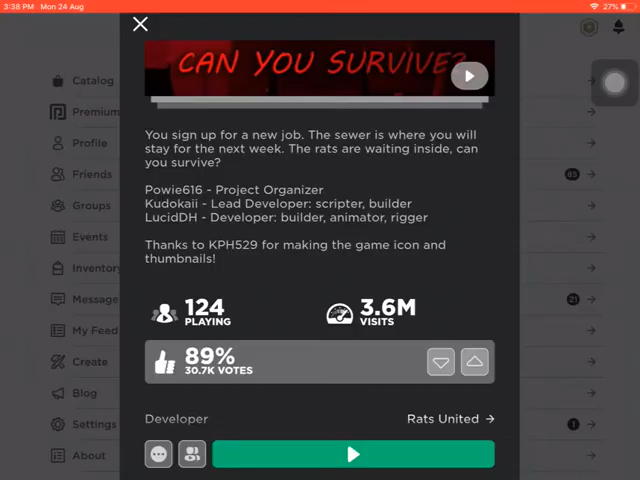 3:38 PM Mon 24 Aug
27%
CAN YOU SURVIVE?
Catalog
Premium
Profile
Friends
Groups
Events
Inventory
Message
My Feed
Create
Blog
Settings
About
You sign up for a new job. The sewer is where you will
stay for the next week. The rats are waiting inside, can
you survive?
Powie616 - Project Organizer
Kudokaii - Lead Developer: scripter, builder
LucidDH - Developer: builder, animator, rigger
Thanks to KPH529 for making the game icon and
thumbnails!
124
PLAYING
3.6M
VISITS
89%
30.7K VOTES
Developer
Rats United
21
1